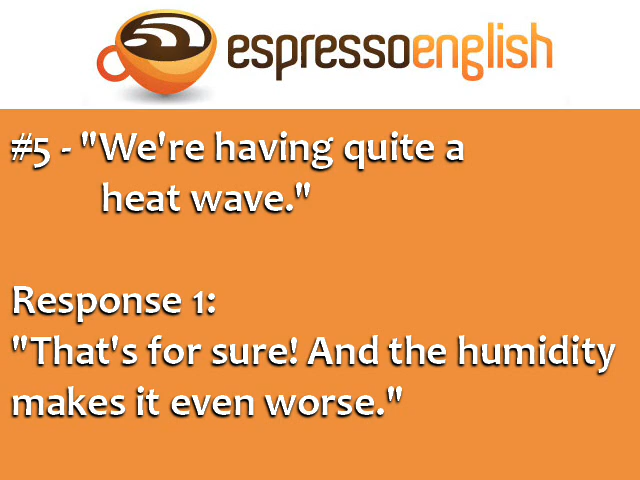 espressoenglish
#5 - "We're having quite a
heat wave."
Response 1:
"That's for sure! And the humidity
makes it even worse."